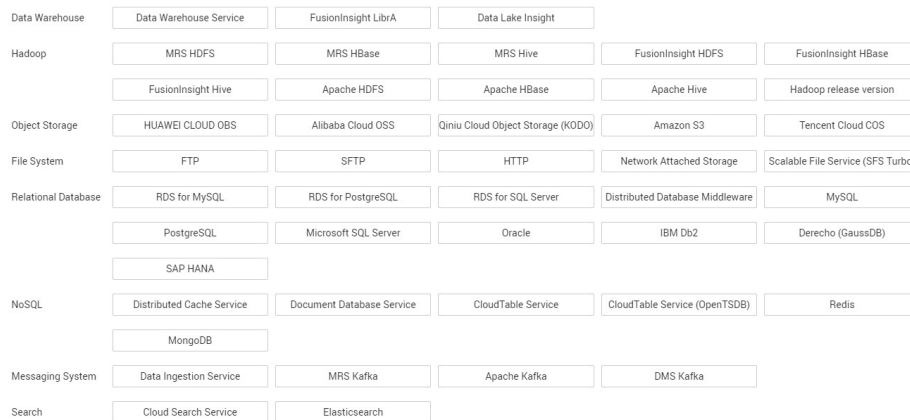 Data Warehouse Data Warehouse Service FusionInsight LibrA Data Lake Insight
Hadoop MRS HDFS MRS HBase MRS Hive FusionInsight HDFS FusionInsight HBase
FusionInsight Hive Apache HDFS Apache HBase Apache Hive Hadoop release version
Object Storage HUAWEI CLOUD OBS Alibaba Cloud OSS Qiniu Cloud Object Storage (KODO) Amazon S3 Tencent Cloud COS
File System FTP SFTP HTTP Network Attached Storage Scalable File Service (SFS Turbo
Relational Database RDS for MySQL RDS for PostgreSQL RDS for SQL Server Distributed Database Middleware MySQL
PostgreSQL Microsoft SQL Server Oracle IBM Db2 Derecho (GaussDB)
SAP HANA
NoSQL Distributed Cache Service Document Database Service CloudTable Service CloudTable Service (OpenTSDB) Redis
MongoDB
Messaging System Data Ingestion Service MRS Kafka Apache Kafka DMS Kafka
Search Cloud Search Service Elasticsearch